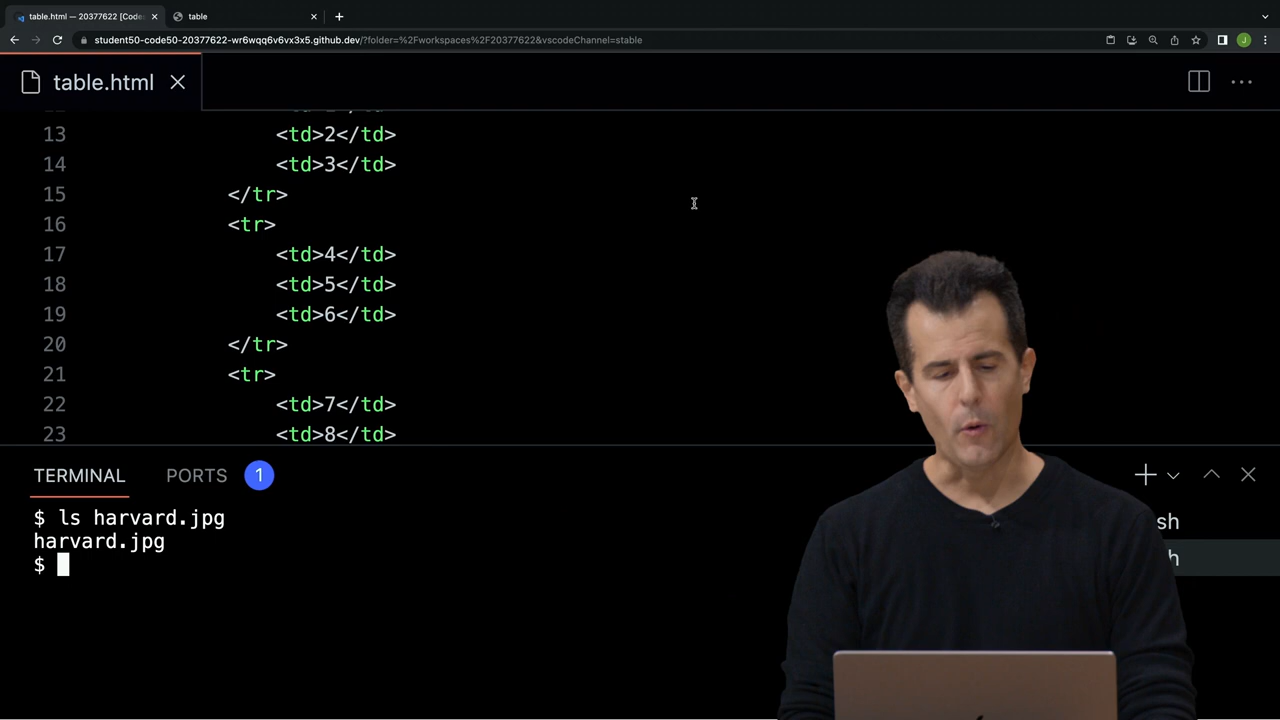 table.html — 20377622 [Code
table
student50-code50-20377622-wr6wqq6v6vx3x5.github.dev/?folder=%2Fworkspaces%2F20377622&vscodeChannel=stable
J
table.html
13 <td>2</td>
14 <td>3</td>
15 </tr>
16 <tr>
17 <td>4</td>
18 <td>5</td>
19 <td>6</td>
20 </tr>
21 <tr>
22 <td>7</td>
23 <td>8</td>
TERMINAL PORTS 1
$ ls harvard.jpg
harvard.jpg
$
sh
h